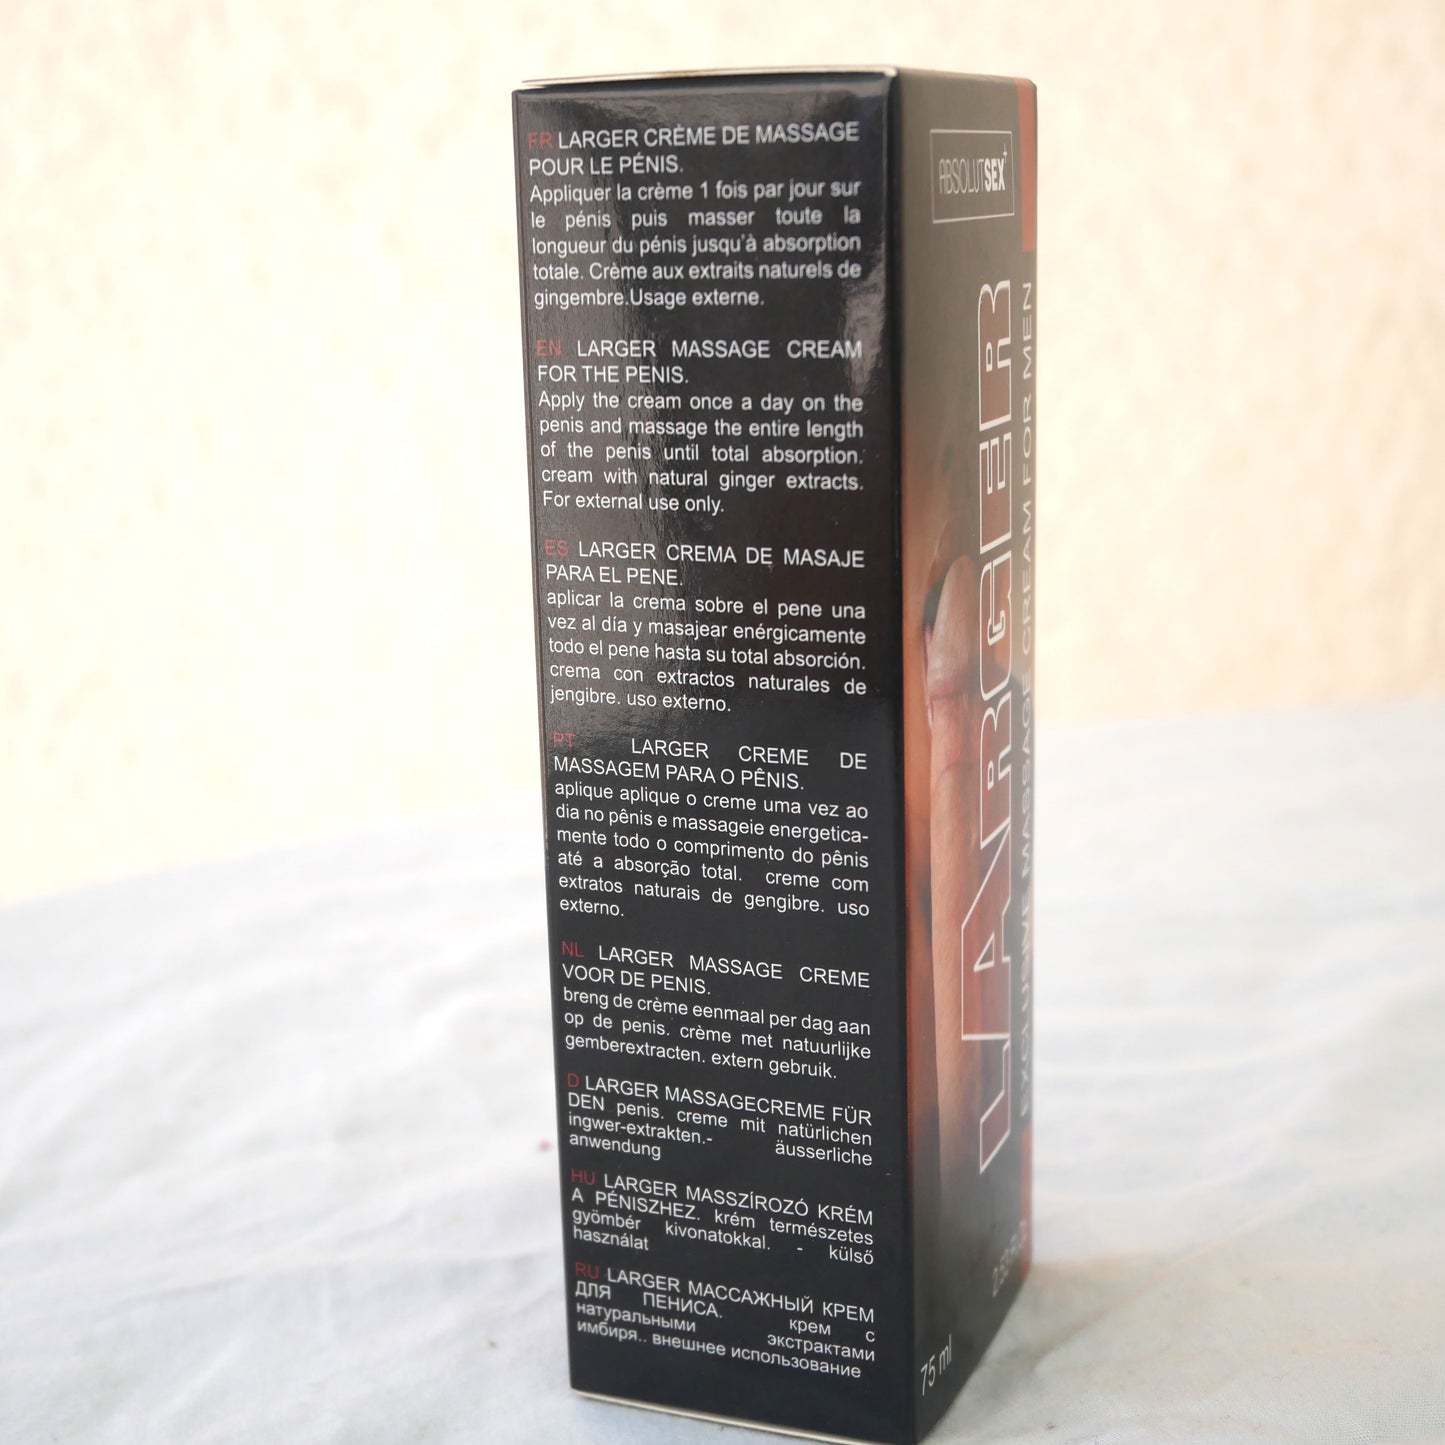 FR LARGER CRÈME DE MASSAGE
POUR LE PÉNIS.
Appliquer la crème 1 fois par jour sur
le pénis puis masser toute la
longueur du pénis jusqu'à absorption
totale. Crème aux extraits naturels de
gingembre.Usage externe.
EN LARGER MASSAGE CREAM
FOR THE PENIS.
Apply the cream once a day on the
penis and massage the entire length
of the penis until total absorption.
cream with natural ginger extracts.
For external use only.
ES LARGER CREMA DE MASAJE
PARA EL PENE.
aplicar la crema sobre el pene una
vez al día y masajear enérgicamente
todo el pene hasta su total absorción.
crema con extractos naturales de
jengibre. uso externo.
PT LARGER CREME DE
MASSAGEM PARA O PÊNIS.
aplique aplique o creme uma vez ao
dia no pênis e massageie energetica-
mente todo o comprimento do pênis
até a absorção total. creme com
extratos naturais de gengibre. uso
externo.
NL LARGER MASSAGE CREME
VOOR DE PENIS.
breng de crème eenmaal per dag aan
op de penis. crème met natuurlijke
gemberextracten. extern gebruik.
D LARGER MASSAGECREME FÜR
DEN penis. creme mit natürlichen
ingwer-extrakten.- äusserliche
anwendung
HU LARGER MASSZÍROZÓ KRÉM
A PÉNISZHEZ. krém természetes
gyömbér kivonatokkal. - külső
használat
RU LARGER МАССАЖНЫЙ КРЕМ
ДЛЯ ПЕНИСА. крем с
натуральными экстрактами
имбиря.. внешнее использование
ABSOLUTSEX+
LARGER
EXCLUSIVE MASSAGE CREAM FOR MEN
75 ml
2.53 Fl. Oz